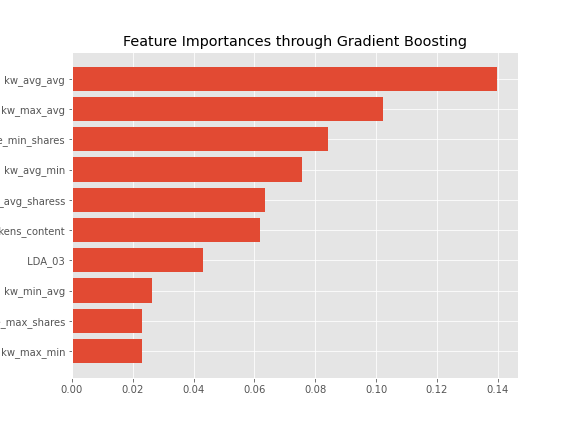 Feature Importances through Gradient Boosting
kw_avg_avg
kw_max_avg
e_min_shares
kw_avg_min
_avg_sharess
kens_content
LDA_03
kw_min_avg
_max_shares
kw_max_min
0.00 0.02 0.04 0.06 0.08 0.10 0.12 0.14